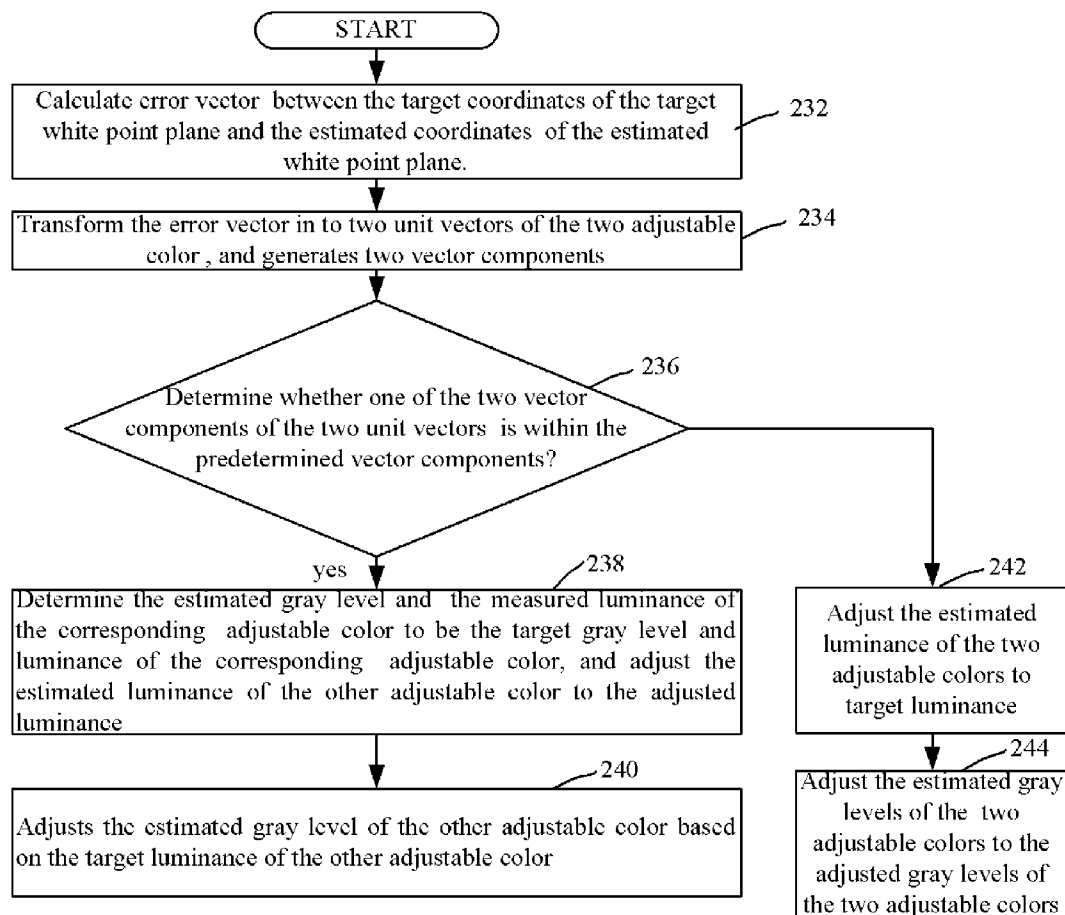 START
Calculate error vector between the target coordinates of the target
white point plane and the estimated coordinates of the estimated
white point plane.
232
Transform the error vector in to two unit vectors of the two adjustable
color , and generates two vector components
234
236
Determine whether one of the two vector
components of the two unit vectors is within the
predetermined vector components?
yes
238
Determine the estimated gray level and the measured luminance of
the corresponding adjustable color to be the target gray level and
luminance of the corresponding adjustable color, and adjust the
estimated luminance of the other adjustable color to the adjusted
luminance
240
Adjusts the estimated gray level of the other adjustable color based
on the target luminance of the other adjustable color
242
Adjust the estimated
luminance of the two
adjustable colors to
target luminance
244
Adjust the estimated gray
levels of the two
adjustable colors to the
adjusted gray levels of
the two adjustable colors